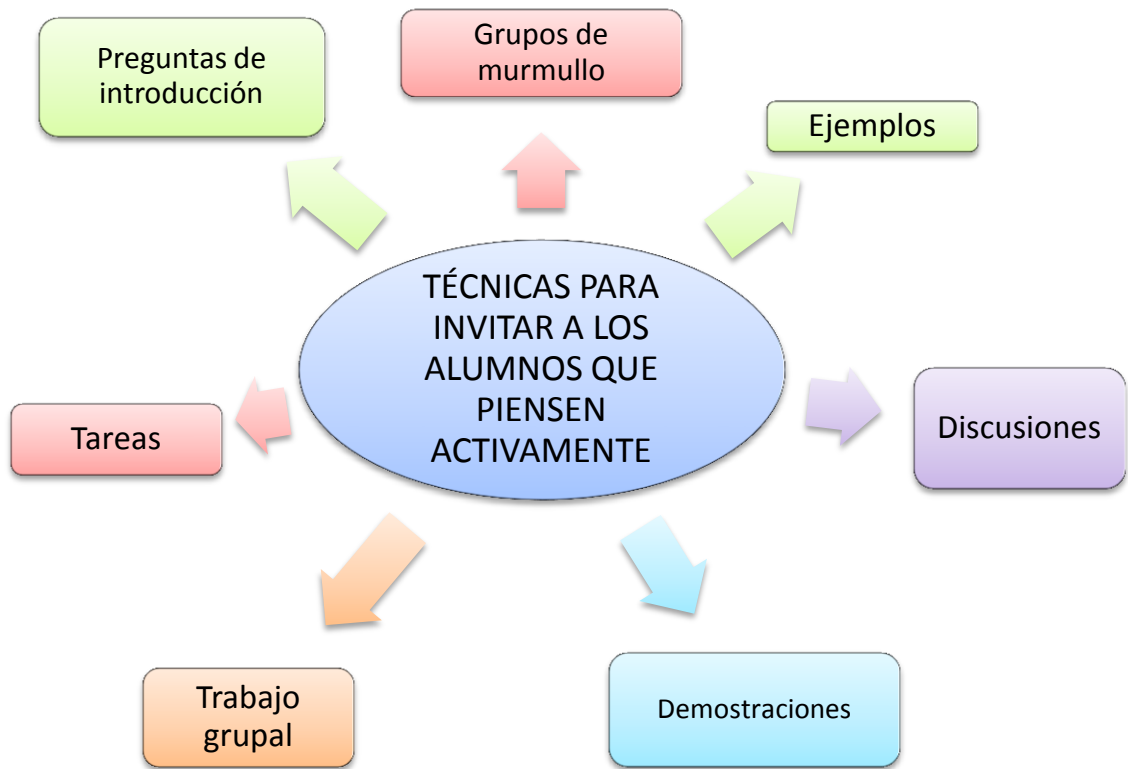 Preguntas de
introducción
Grupos de
murmullo
Ejemplos
TÉCNICAS PARA
INVITAR A LOS
ALUMNOS QUE
PIENSEN
ACTIVAMENTE
Tareas
Discusiones
Trabajo
grupal
Demostraciones